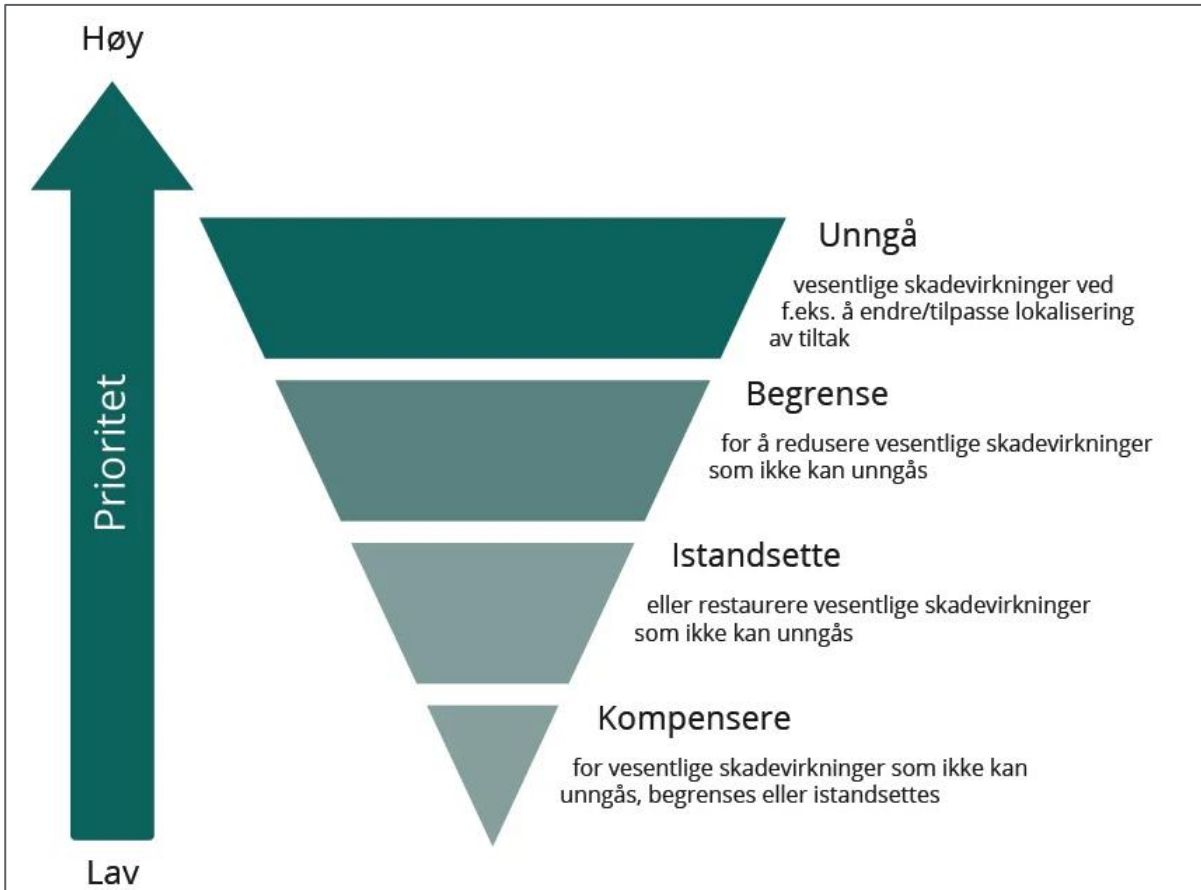 Høy
Prioritet
Lav
Unngå
vesentlige skadevirkninger ved
f.eks. å endre/tilpasse lokalisering
av tiltak
Begrense
for å redusere vesentlige skadevirkninger
som ikke kan unngås
Istandsette
eller restaurere vesentlige skadevirkninger
som ikke kan unngås
Kompensere
for vesentlige skadevirkninger som ikke kan
unngås, begrenses eller istandsettes